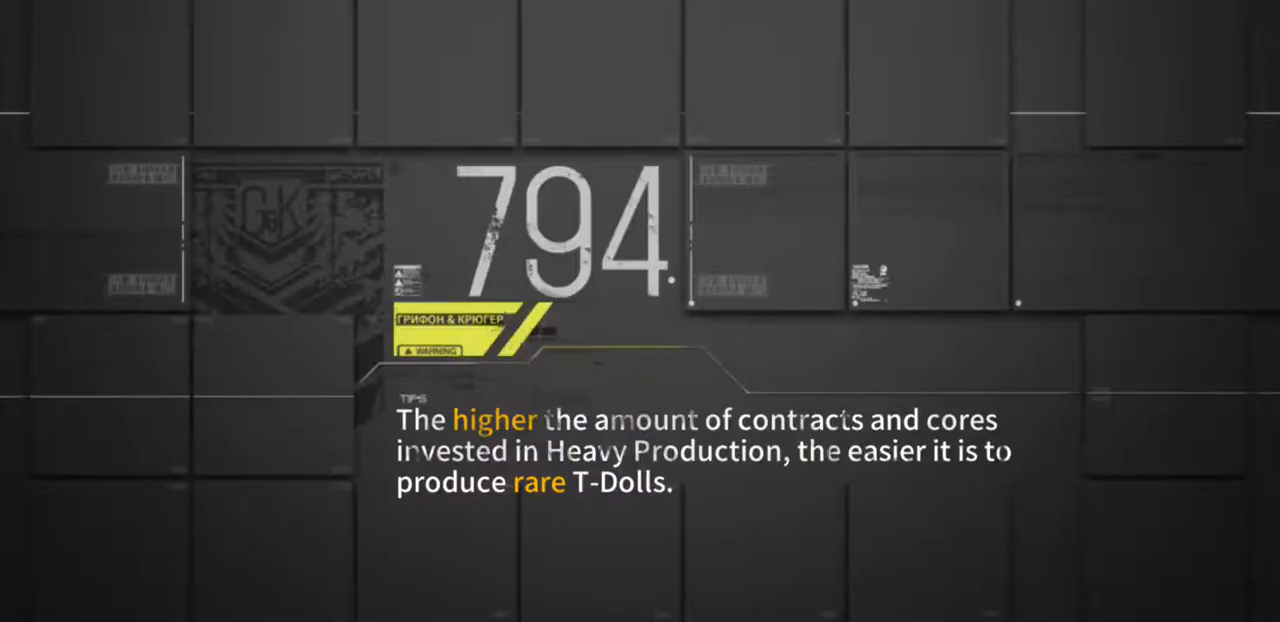 G&K
794.
ГРИФОН & КРЮГЕР
WARNING
TIPS
The higher the amount of contracts and cores
invested in Heavy Production, the easier it is to
produce rare T-Dolls.